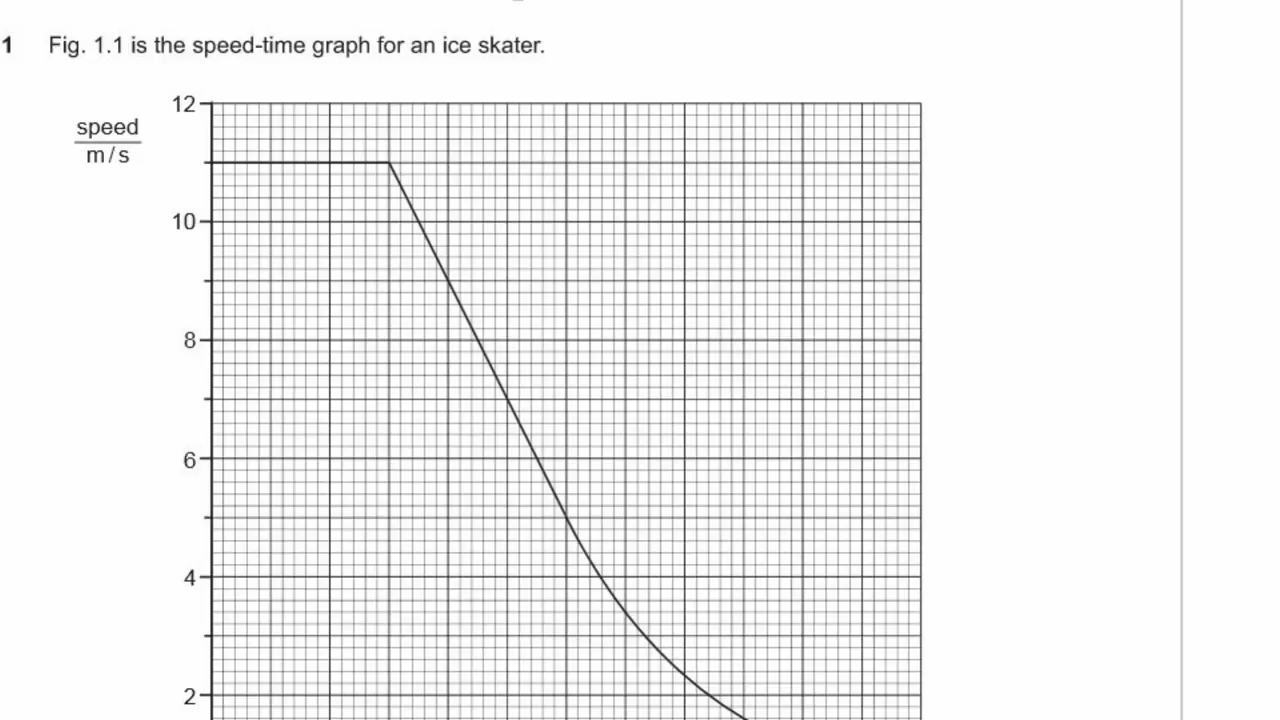 1 Fig. 1.1 is the speed-time graph for an ice skater.
12
speed
m / s
10
8
6
4
2